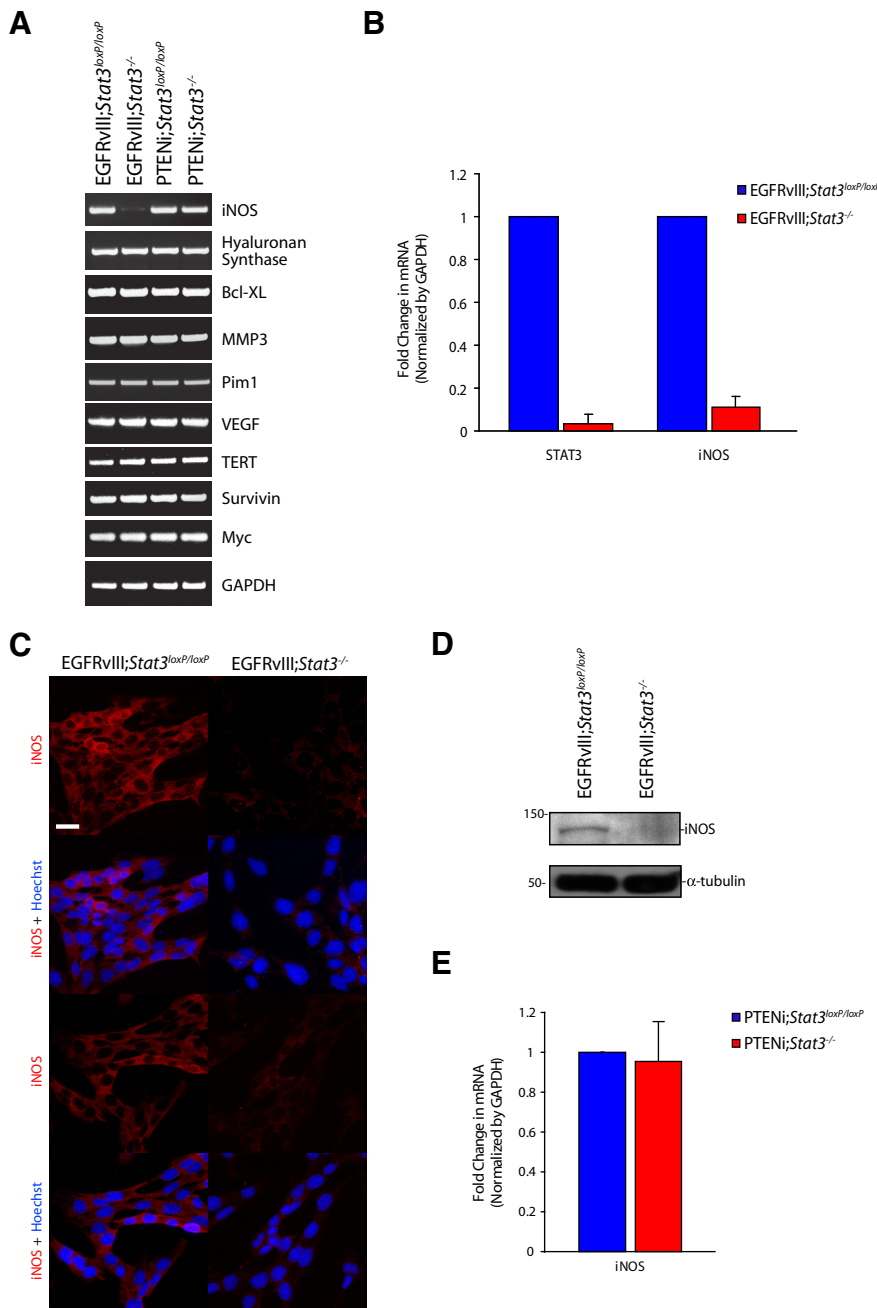 A
EGFRvIII;Stat3loxP/loxP
EGFRvIII;Stat3-/-
PTENi;Stat3loxP/loxP
PTENi;Stat3-/-
iNOS
Hyaluronan
Synthase
Bcl-XL
MMP3
Pim1
VEGF
TERT
Survivin
Myc
GAPDH
B
Fold Change in mRNA
(Normalized by GAPDH)
1.2
1
0.8
0.6
0.4
0.2
0
STAT3
iNOS
EGFRvIII;Stat3loxP/loxl
EGFRvIII;Stat3-/-
C
EGFRvIII;Stat3loxP/loxP
EGFRvIII;Stat3-/-
iNOS
iNOS + Hoechst
iNOS
iNOS + Hoechst
D
EGFRvIII;Stat3loxP/loxP
EGFRvIII;Stat3-/-
150-
-iNOS
50-
-α-tubulin
E
Fold Change in mRNA
(Normalized by GAPDH)
1.2
1
0.8
0.6
0.4
0.2
0
iNOS
PTENi;Stat3loxP/loxP
PTENi;Stat3-/-